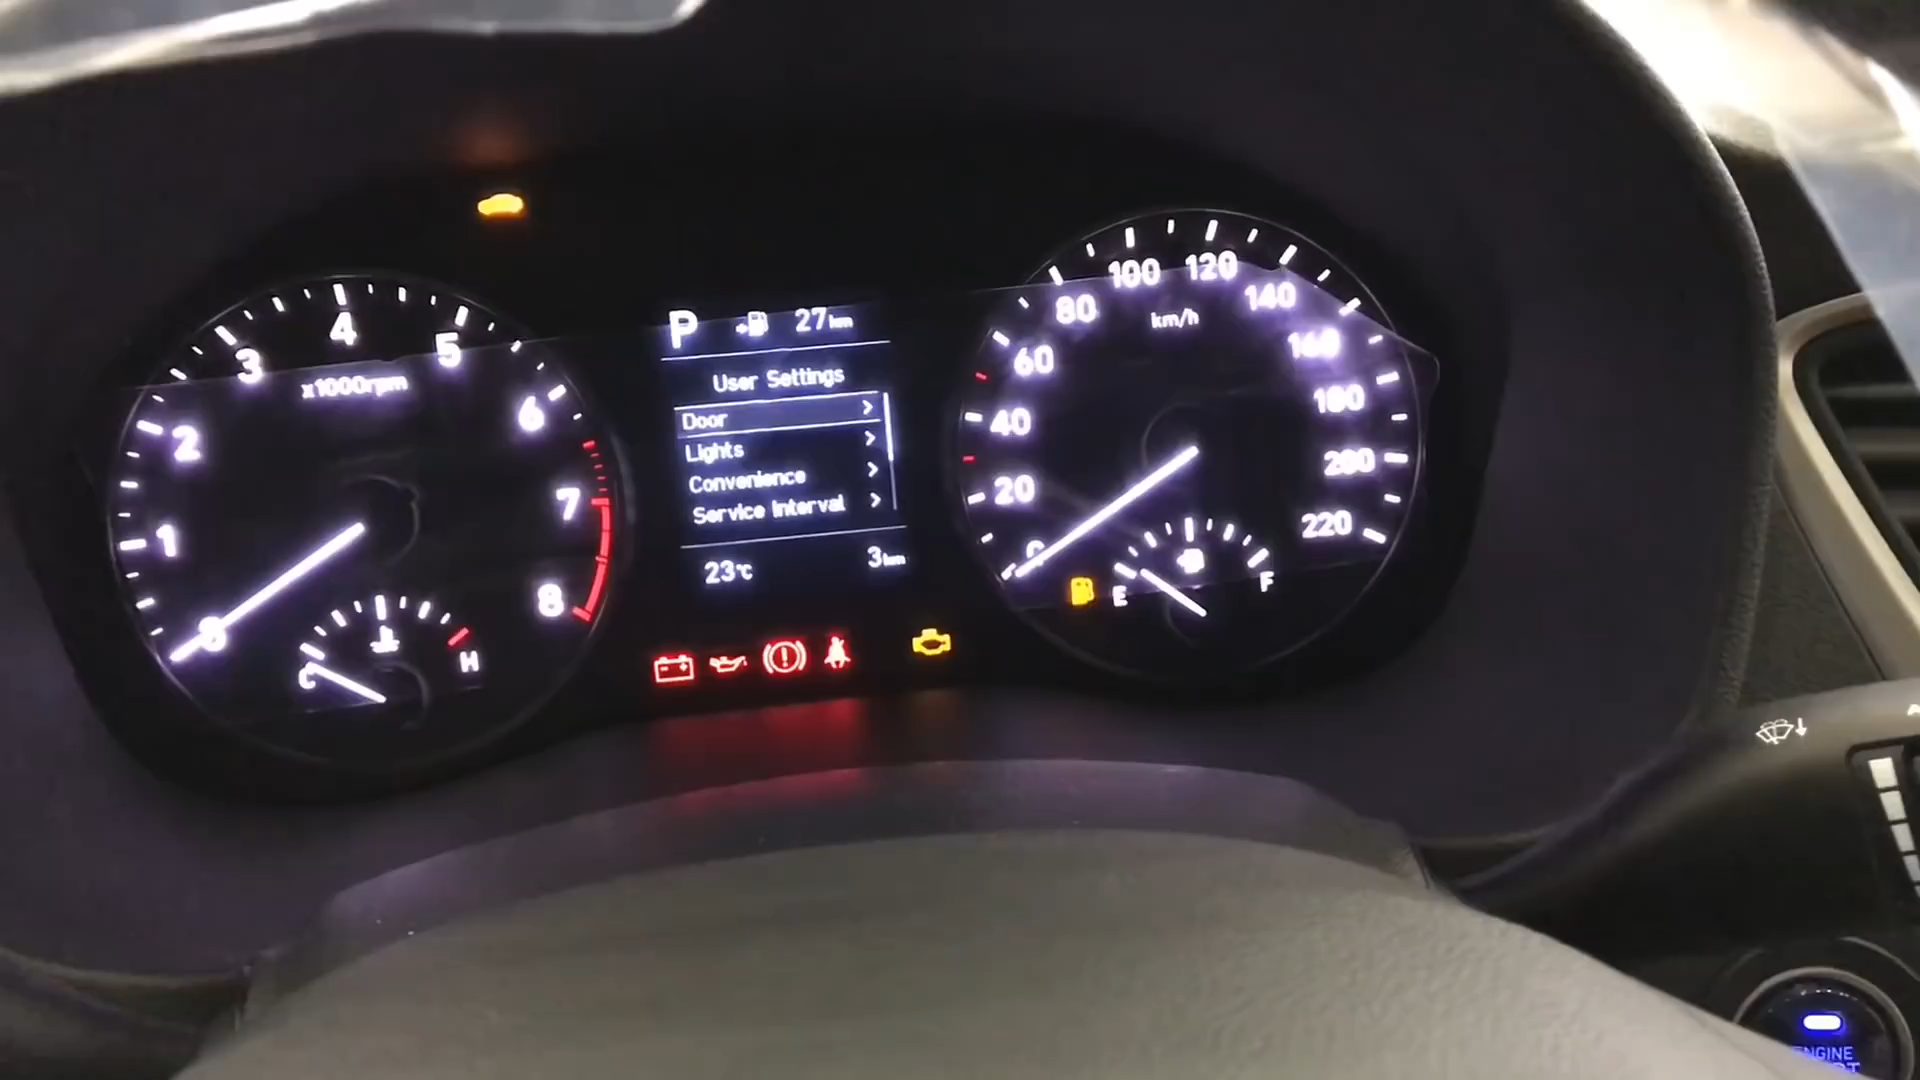 P 27km
User Settings
Door
Lights
Convenience
Service Interval
23℃ 3km
0 1 2 3 4 5 6 7 8
x1000rpm
C H
20 40 60 80 100 120 140 160 180 200 220
km/h
E F
ENGINE